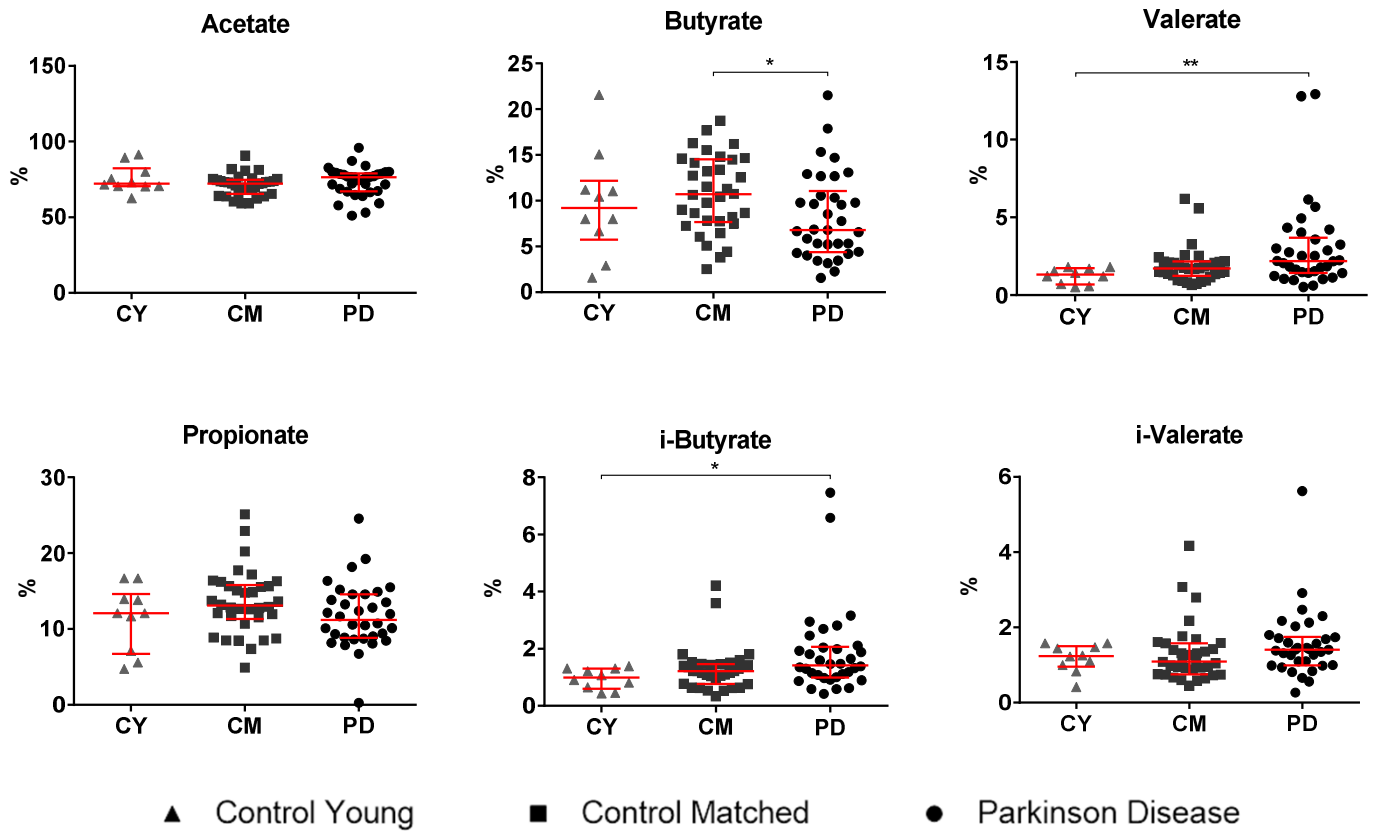 Acetate
150
100
50
0
%
CY CM PD
Butyrate
25
20
15
10
5
0
%
*
CY CM PD
Valerate
15
10
5
0
%
**
CY CM PD
Propionate
30
20
10
0
%
CY CM PD
i-Butyrate
8
6
4
2
0
%
*
CY CM PD
i-Valerate
6
4
2
0
%
CY CM PD
Control Young Control Matched Parkinson Disease